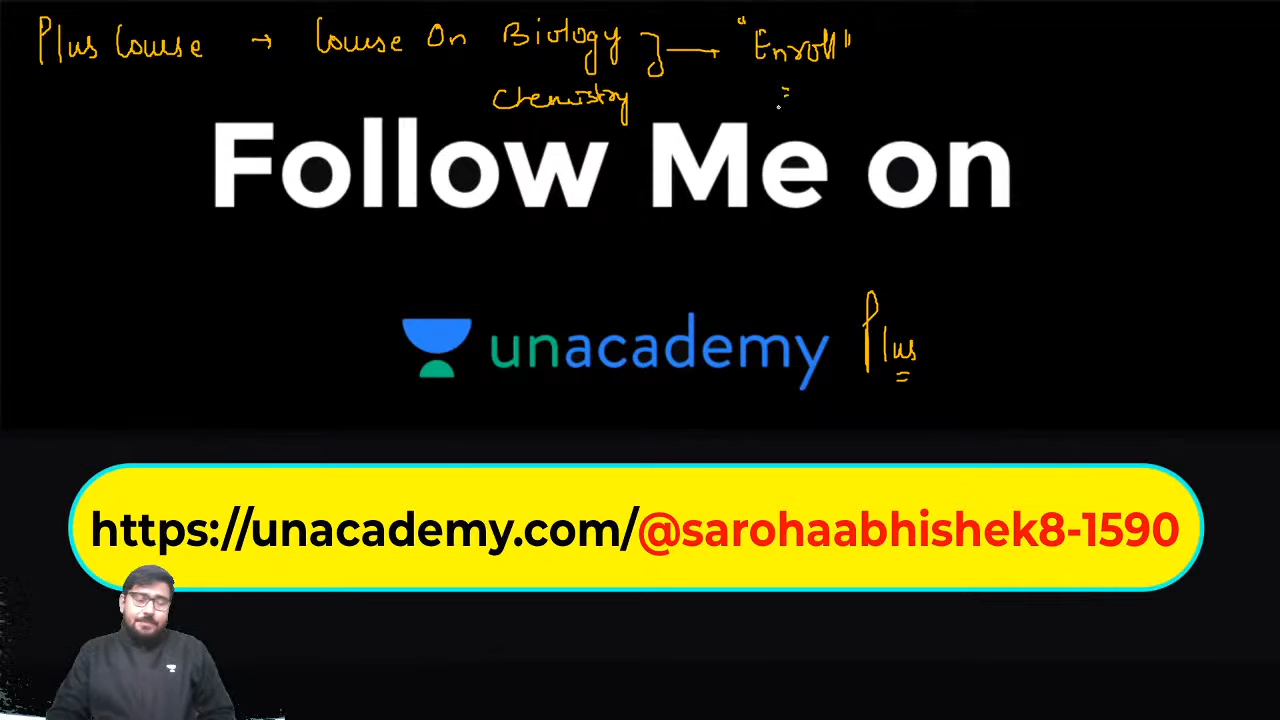 Plus Course → Course On Biology } → "Enroll"
Chemistry
Follow Me on
unacademy Plus
https://unacademy.com/@sarohaabhishek8-1590